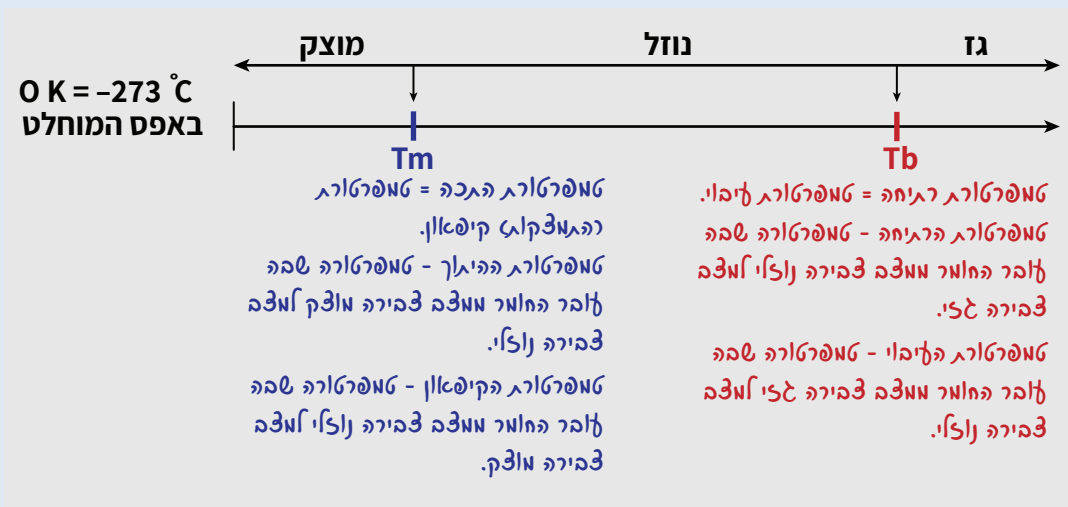 מוצק
נוזל
גז
O K = –273 °C
באפס המוחלט
Tm
טמפרטורת התכה = טמפרטורת
רהתמצקות\ קיפאון.
טמפרטורת ההיתוך - טמפרטורה שבה
עובר החומר ממצב צבירה מוצק למצב
צבירה נוזלי.
טמפרטורת הקיפאון - טמפרטורה שבה
עובר החומר ממצב צבירה נוזלי למצב
צבירה מוצק.
Tb
טמפרטורת רתיחה = טמפרטורת עיבוי.
טמפרטורת הרתיחה - טמפרטורה שבה
עובר החומר ממצב צבירה נוזלי למצב
צבירה גזי.
טמפרטורת העיבוי - טמפרטורה שבה
עובר החומר ממצב צבירה גזי למצב
צבירה נוזלי.